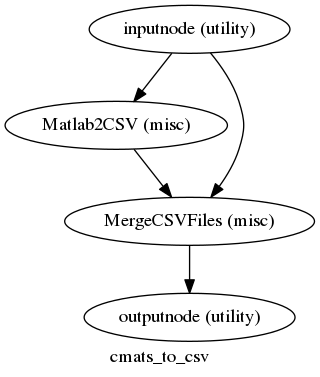 inputnode (utility)
Matlab2CSV (misc)
MergeCSVFiles (misc)
outputnode (utility)
cmats_to_csv